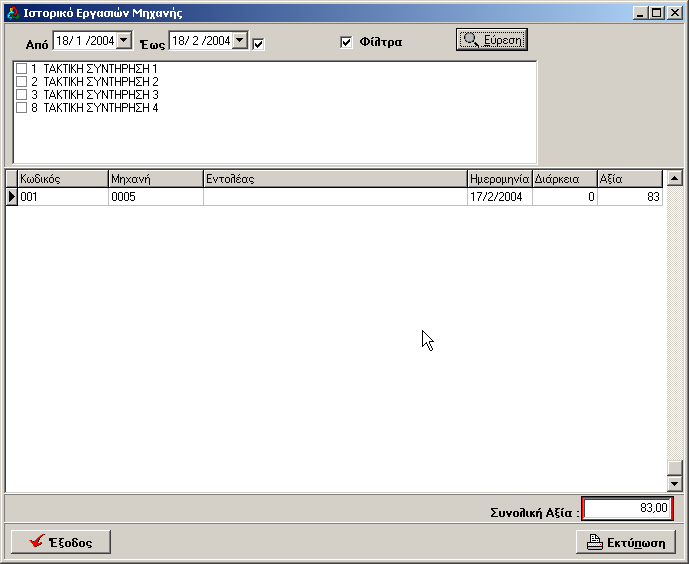 Ιστορικό Εργασιών Μηχανής
Από 18/ 1 /2004 Έως 18/ 2 /2004 Φίλτρα Εύρεση
1 ΤΑΚΤΙΚΗ ΣΥΝΤΗΡΗΣΗ 1
2 ΤΑΚΤΙΚΗ ΣΥΝΤΗΡΗΣΗ 2
3 ΤΑΚΤΙΚΗ ΣΥΝΤΗΡΗΣΗ 3
8 ΤΑΚΤΙΚΗ ΣΥΝΤΗΡΗΣΗ 4
Κωδικός Μηχανή Εντολέας Ημερομηνία Διάρκεια Αξία
001 0005 17/2/2004 0 83
Συνολική Αξία : 83,00
Έξοδος Εκτύπωση